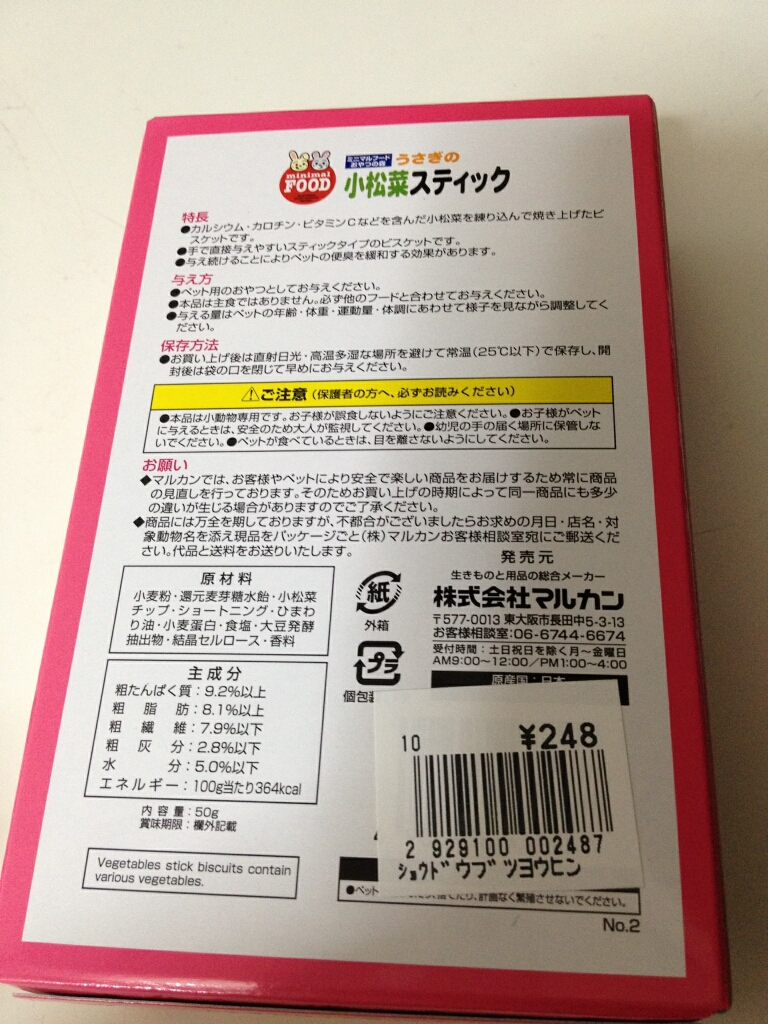 minimal
FOOD
ミニマルフード
おやつの森
うさぎの
小松菜スティック
特長
●カルシウム・カロチン・ビタミンCなどを含んだ小松菜を練り込んで焼き上げたビ
スケットです。
●手で直接与えやすいスティックタイプのビスケットです。
●与え続けることによりペットの便臭を緩和する効果があります。
与え方
●ペット用のおやつとしてお与えください。
●本品は主食ではありません。必ず他のフードと合わせてお与えください。
●与える量はペットの年齢・体重・運動量・体調にあわせて様子を見ながら調整してく
ださい。
保存方法
●お買い上げ後は直射日光・高温多湿な場所を避けて常温(25℃以下)で保存し、開
封後は袋の口を閉じて早めにお与えください。
⚠ご注意(保護者の方へ、必ずお読みください)
●本品は小動物専用です。お子様が誤食しないようにご注意ください。●お子様がペット
に与えるときは、安全のため大人が監視してください。●幼児の手の届く場所に保管しな
いでください。●ペットが食べているときは、目を離さないようにしてください。
お願い
◆マルカンでは、お客様やペットにより安全で楽しい商品をお届けするため常に商品
の見直しを行っております。そのためお買い上げの時期によって同一商品にも多少
の違いが生じる場合がありますのでご了承ください。
◆商品には万全を期しておりますが、不都合がございましたらお求めの月日・店名・対
象動物名を添え現品をパッケージごと(株)マルカンお客様相談室宛にご郵送くださ
い。代品と送料をお送りいたします。
原材料
小麦粉・還元麦芽糖水飴・小松菜
チップ・ショートニング・ひまわ
り油・小麦蛋白・食塩・大豆発酵
抽出物・結晶セルロース・香料
主成分
粗たんぱく質:9.2%以上
粗脂肪:8.1%以上
粗繊維:7.9%以下
粗灰分:2.8%以下
水分:5.0%以下
エネルギー:100g当たり364kcal
内容量:50g
賞味期限:欄外記載
Vegetables stick biscuits contain
various vegetables.
紙
外箱
プラ
個包装
発売元
生きものと用品の総合メーカー
株式会社マルカン
〒577-0013 東大阪市長田中5-3-13
お客様相談室:06-6744-6674
受付時間:土日祝日を除く月〜金曜日
AM9:00〜12:00/PM1:00〜4:00
原産国:日本
10
¥248
2 929100 002487
ショウドウブツヨウヒン
●ペット
計画なく繁殖させないでください。
No.2